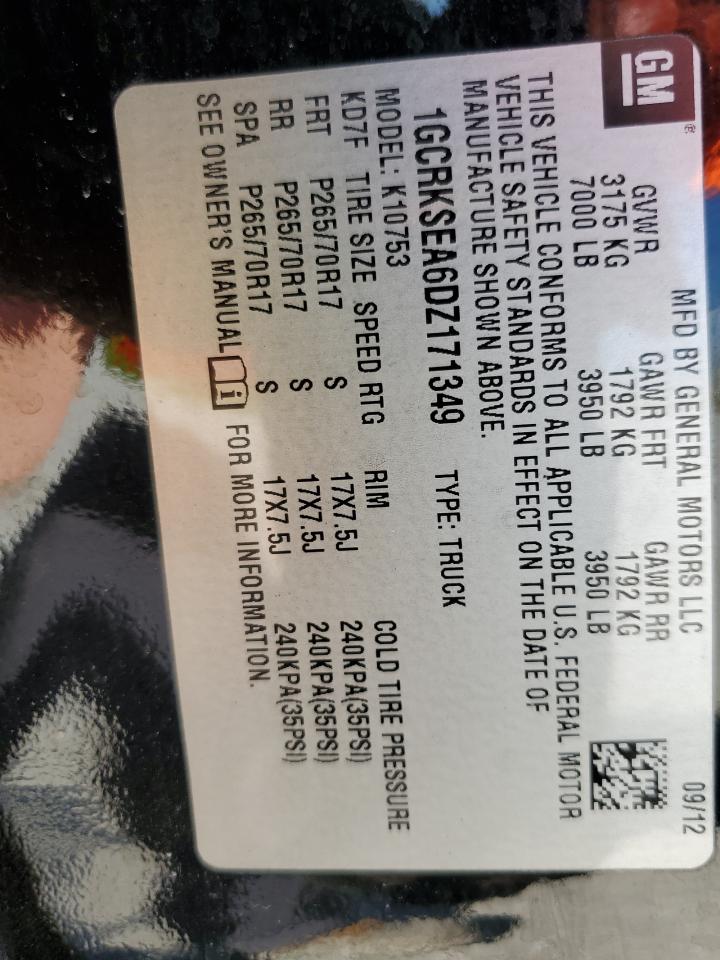 GM®
MFD BY GENERAL MOTORS LLC 09/12
GVWR GAWR FRT GAWR RR
3175 KG 1792 KG 1792 KG
7000 LB 3950 LB 3950 LB
THIS VEHICLE CONFORMS TO ALL APPLICABLE U.S. FEDERAL MOTOR
VEHICLE SAFETY STANDARDS IN EFFECT ON THE DATE OF
MANUFACTURE SHOWN ABOVE.
1GCRKSEA6DZ171349 TYPE: TRUCK
MODEL: K10753
KD7F TIRE SIZE SPEED RTG RIM COLD TIRE PRESSURE
FRT P265/70R17 S 17X7.5J 240KPA(35PSI)
RR P265/70R17 S 17X7.5J 240KPA(35PSI)
SPA P265/70R17 S 17X7.5J 240KPA(35PSI)
SEE OWNER'S MANUAL FOR MORE INFORMATION.